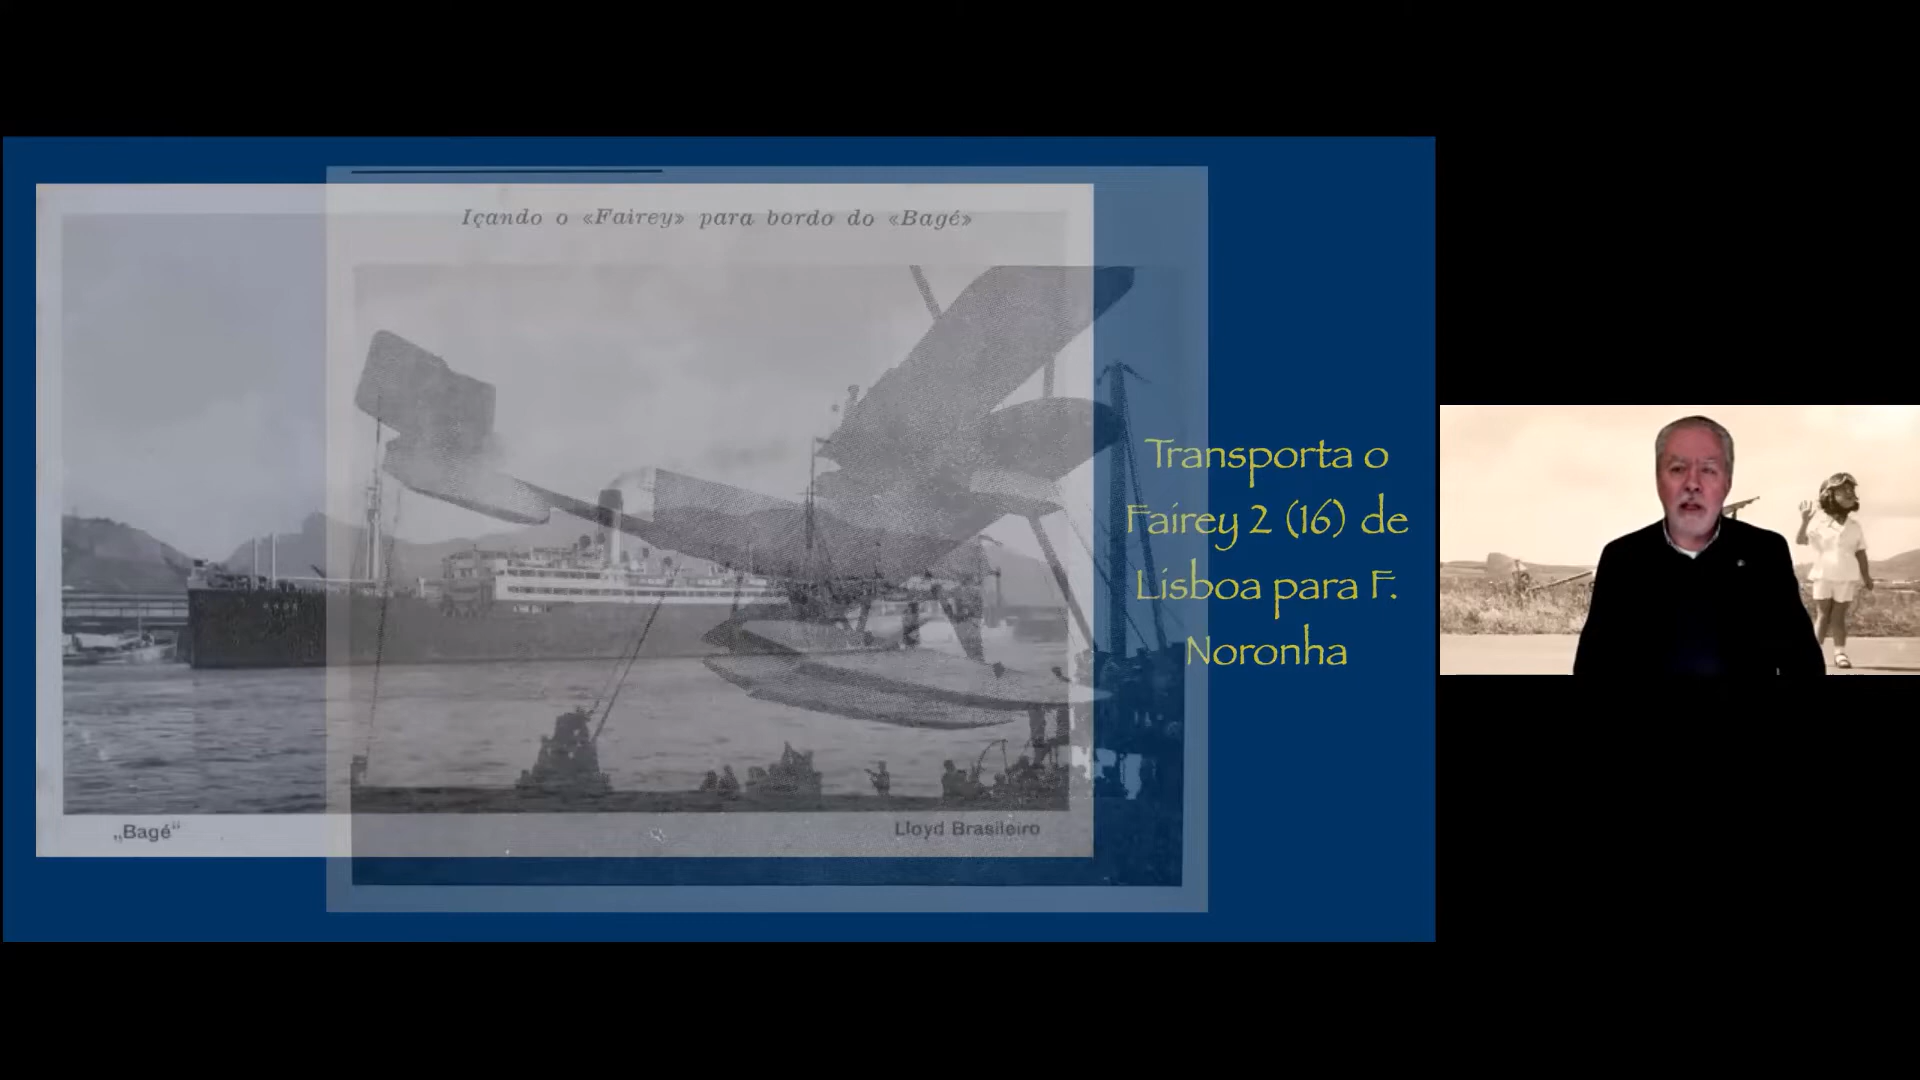 Içando o «Fairey» para bordo do «Bagé»
Transporta o
Fairey 2 (16) de
Lisboa para F.
Noronha
„Bagé“
Lloyd Brasileiro